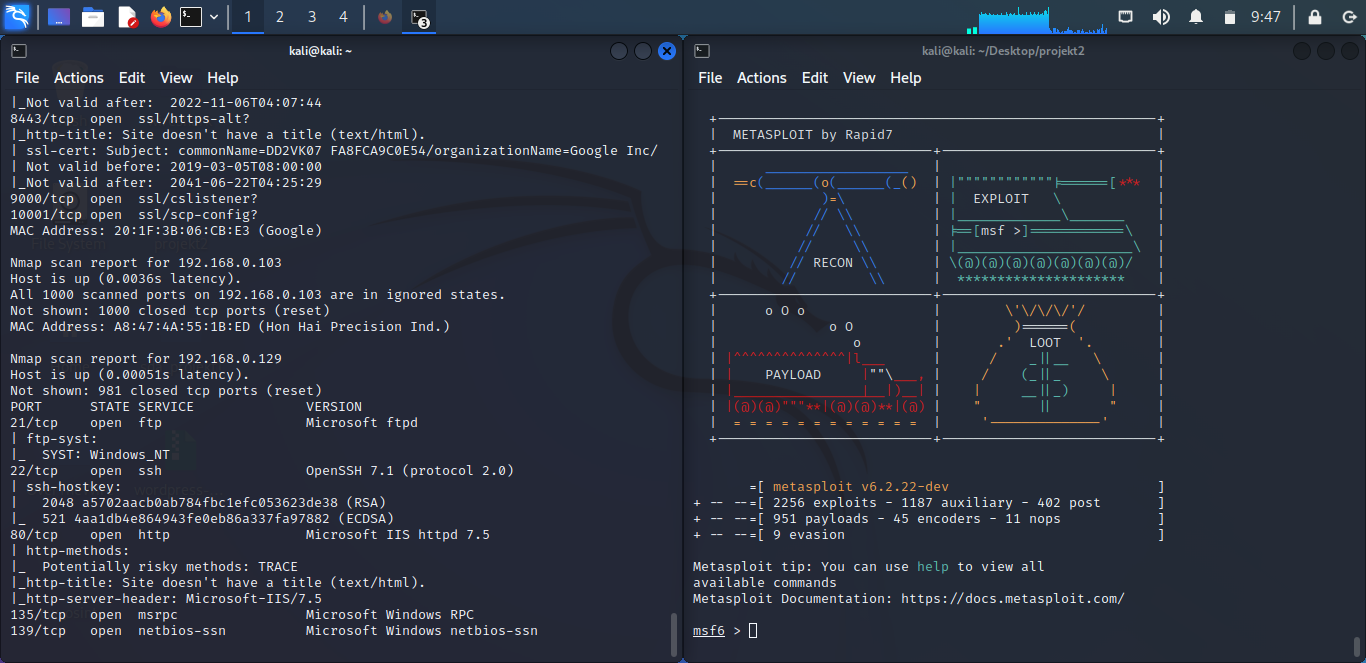 1 2 3 4
3
9:47
kali@kali: ~
File Actions Edit View Help
|_Not valid after:  2022-11-06T04:07:44
8443/tcp  open  ssl/https-alt?
|_http-title: Site doesn't have a title (text/html).
| ssl-cert: Subject: commonName=DD2VK07 FA8FCA9C0E54/organizationName=Google Inc/
| Not valid before: 2019-03-05T08:00:00
|_Not valid after:  2041-06-22T04:25:29
9000/tcp  open  ssl/cslistener?
10001/tcp open  ssl/scp-config?
MAC Address: 20:1F:3B:06:CB:E3 (Google)
Nmap scan report for 192.168.0.103
Host is up (0.0036s latency).
All 1000 scanned ports on 192.168.0.103 are in ignored states.
Not shown: 1000 closed tcp ports (reset)
MAC Address: A8:47:4A:55:1B:ED (Hon Hai Precision Ind.)
Nmap scan report for 192.168.0.129
Host is up (0.00051s latency).
Not shown: 981 closed tcp ports (reset)
PORT      STATE SERVICE              VERSION
21/tcp    open  ftp                  Microsoft ftpd
| ftp-syst:
|_  SYST: Windows_NT
22/tcp    open  ssh                  OpenSSH 7.1 (protocol 2.0)
| ssh-hostkey:
|   2048 a5702aacb0ab784fbc1efc053623de38 (RSA)
|_  521 4aa1db4e864943fe0eb86a337fa97882 (ECDSA)
80/tcp    open  http                 Microsoft IIS httpd 7.5
| http-methods:
|_  Potentially risky methods: TRACE
|_http-title: Site doesn't have a title (text/html).
|_http-server-header: Microsoft-IIS/7.5
135/tcp   open  msrpc                Microsoft Windows RPC
139/tcp   open  netbios-ssn          Microsoft Windows netbios-ssn
kali@kali: ~/Desktop/projekt2
File Actions Edit View Help
METASPLOIT by Rapid7
EXPLOIT
[msf >]
RECON
LOOT
PAYLOAD
=[ metasploit v6.2.22-dev                          ]
+ -- --=[ 2256 exploits - 1187 auxiliary - 402 post       ]
+ -- --=[ 951 payloads - 45 encoders - 11 nops            ]
+ -- --=[ 9 evasion                                       ]
Metasploit tip: You can use help to view all
available commands
Metasploit Documentation: https://docs.metasploit.com/
msf6 >